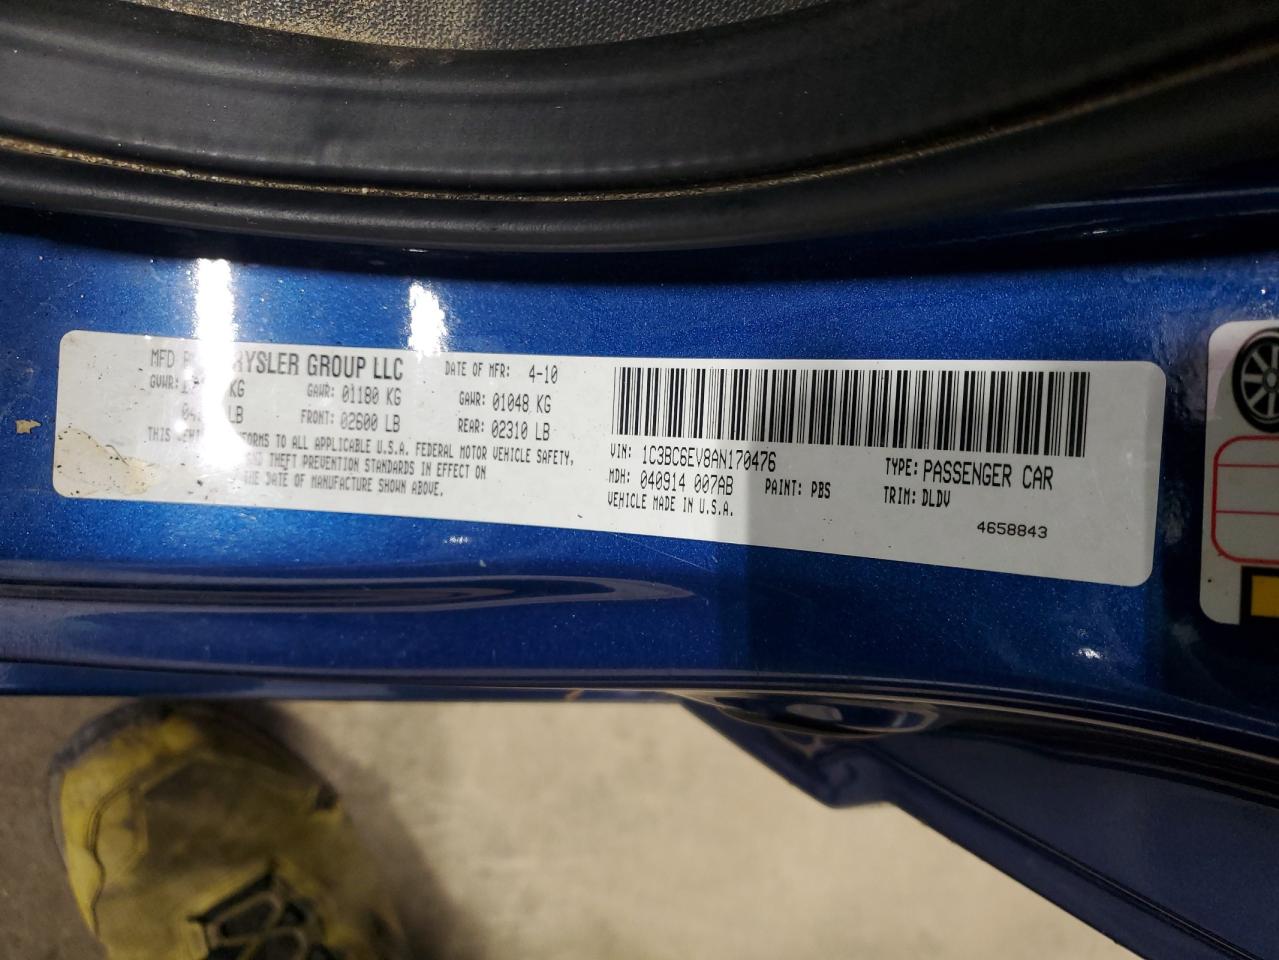 MFD RYSLER GROUP LLC DATE OF MFR: 4-10
GVWR: KG GAWR: 01180 KG GAWR: 01048 KG
LB FRONT: 02600 LB REAR: 02310 LB
THIS ORMS TO ALL APPLICABLE U.S.A. FEDERAL MOTOR VEHICLE SAFETY,
AND THEFT PREVENTION STANDARDS IN EFFECT ON
THE DATE OF MANUFACTURE SHOWN ABOVE.
VIN: 1C3BC6EV8AN170476 TYPE: PASSENGER CAR
MDH: 040914 007AB PAINT: PBS TRIM: DLDV
VEHICLE MADE IN U.S.A.
4658843